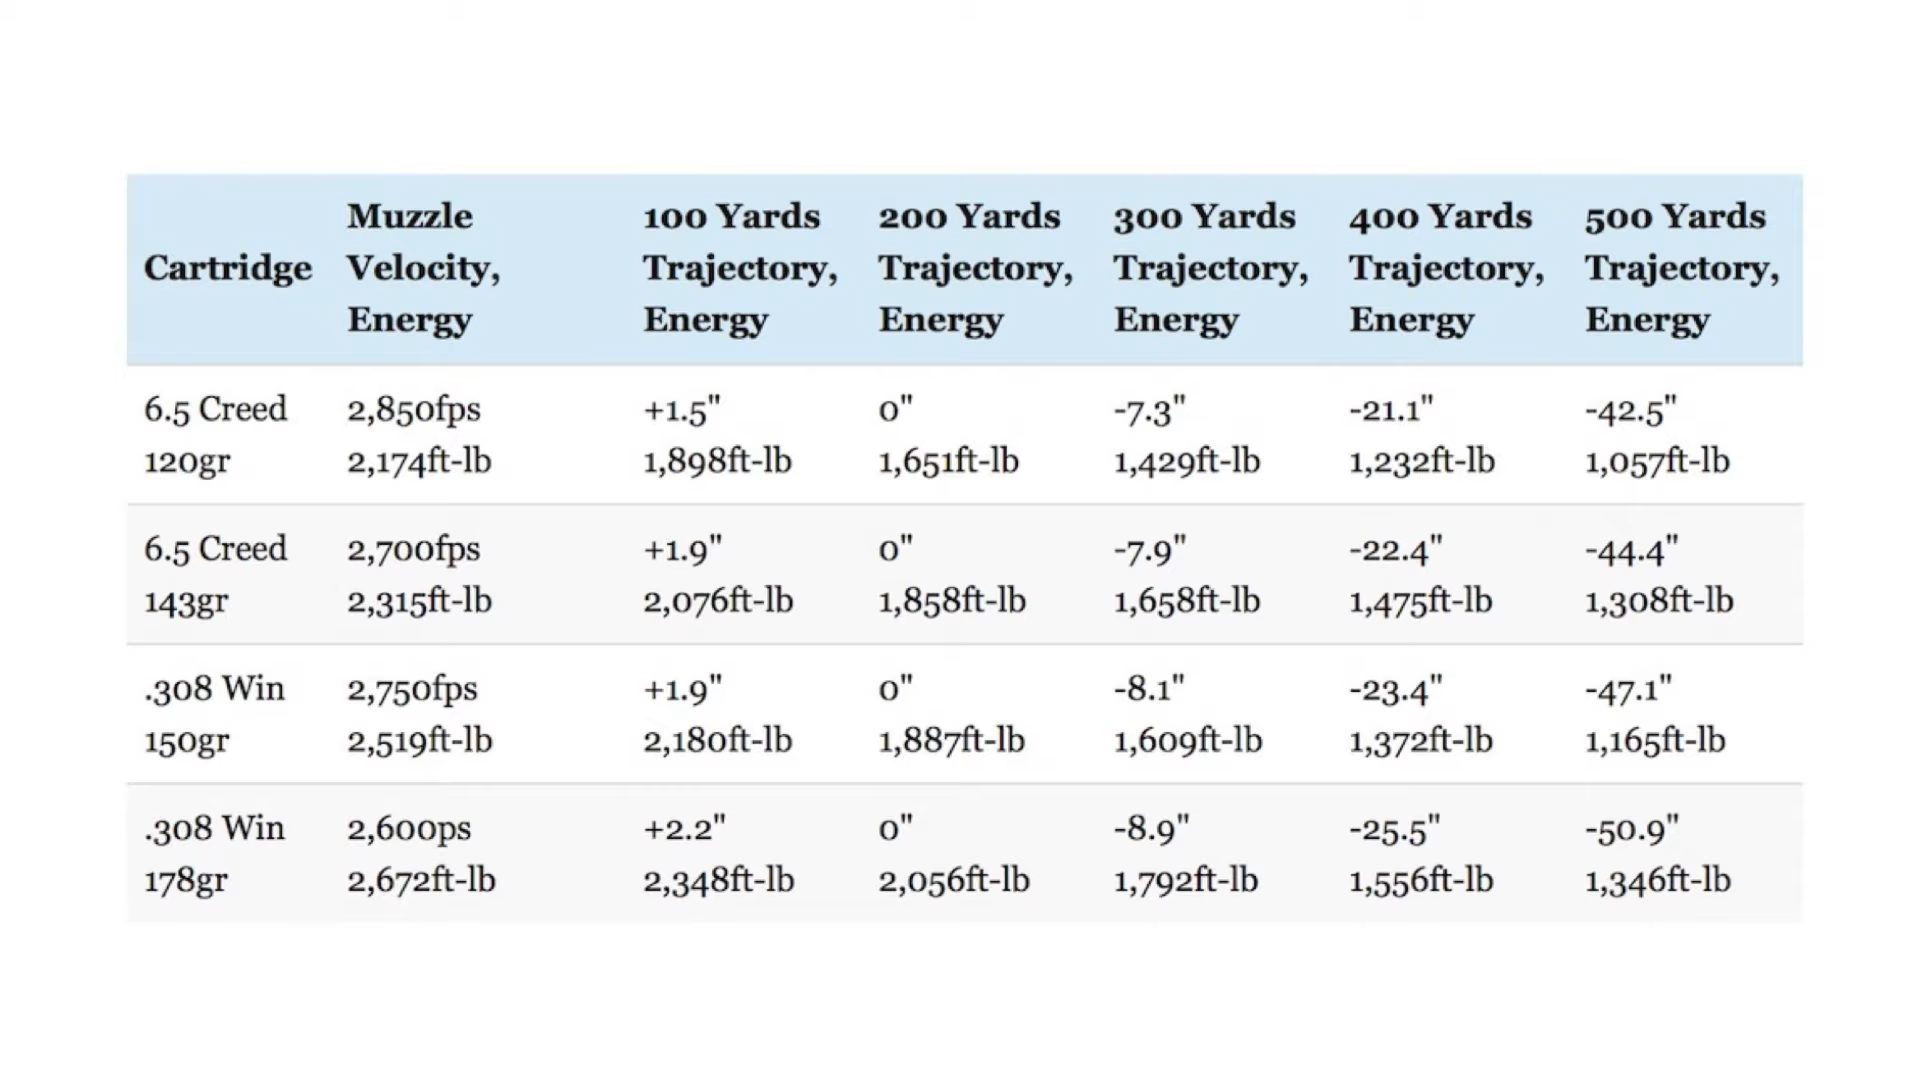 Cartridge Muzzle Velocity, Energy 100 Yards Trajectory, Energy 200 Yards Trajectory, Energy 300 Yards Trajectory, Energy 400 Yards Trajectory, Energy 500 Yards Trajectory, Energy
6.5 Creed 2,850fps +1.5" 0" -7.3" -21.1" -42.5"
120gr 2,174ft-lb 1,898ft-lb 1,651ft-lb 1,429ft-lb 1,232ft-lb 1,057ft-lb
6.5 Creed 2,700fps +1.9" 0" -7.9" -22.4" -44.4"
143gr 2,315ft-lb 2,076ft-lb 1,858ft-lb 1,658ft-lb 1,475ft-lb 1,308ft-lb
.308 Win 2,750fps +1.9" 0" -8.1" -23.4" -47.1"
150gr 2,519ft-lb 2,180ft-lb 1,887ft-lb 1,609ft-lb 1,372ft-lb 1,165ft-lb
.308 Win 2,600ps +2.2" 0" -8.9" -25.5" -50.9"
178gr 2,672ft-lb 2,348ft-lb 2,056ft-lb 1,792ft-lb 1,556ft-lb 1,346ft-lb